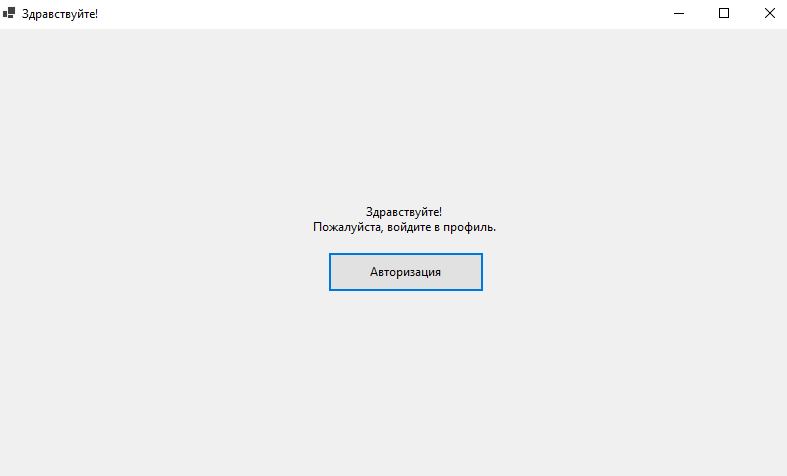 Здравствуйте!
Здравствуйте!
Пожалуйста, войдите в профиль.
Авторизация